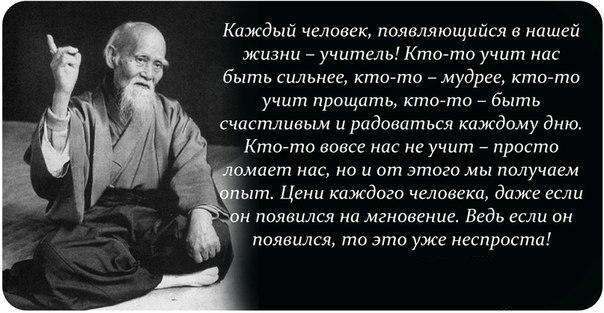 Каждый человек, появляющийся в нашей
жизни – учитель! Кто-то учит нас
быть сильнее, кто-то – мудрее, кто-то
учит прощать, кто-то – быть
счастливым и радоваться каждому дню.
Кто-то вовсе нас не учит – просто
ломает нас, но и от этого мы получаем
опыт. Цени каждого человека, даже если
он появился на мгновение. Ведь если он
появился, то это уже неспроста!